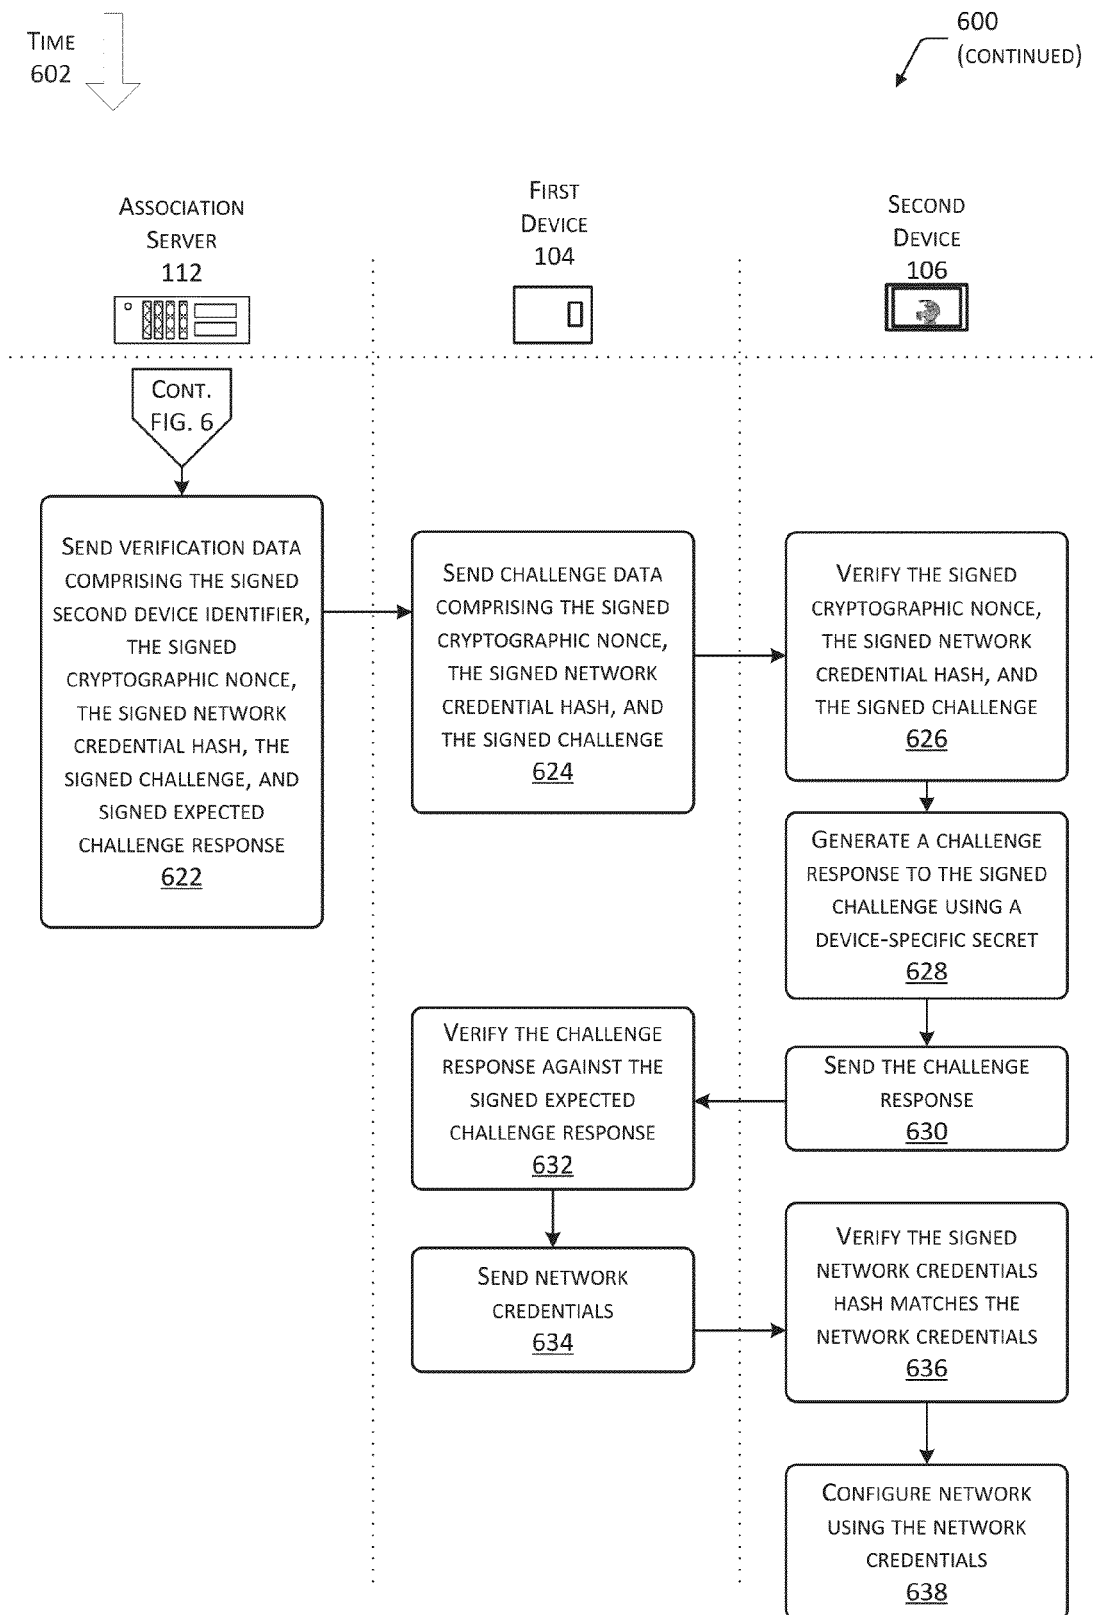 TIME
602
600
(CONTINUED)
ASSOCIATION
SERVER
112
FIRST
DEVICE
104
SECOND
DEVICE
106
CONT.
FIG. 6
SEND VERIFICATION DATA
COMPRISING THE SIGNED
SECOND DEVICE IDENTIFIER,
THE SIGNED
CRYPTOGRAPHIC NONCE,
THE SIGNED NETWORK
CREDENTIAL HASH, THE
SIGNED CHALLENGE, AND
SIGNED EXPECTED
CHALLENGE RESPONSE
622
SEND CHALLENGE DATA
COMPRISING THE SIGNED
CRYPTOGRAPHIC NONCE,
THE SIGNED NETWORK
CREDENTIAL HASH, AND
THE SIGNED CHALLENGE
624
VERIFY THE SIGNED
CRYPTOGRAPHIC NONCE,
THE SIGNED NETWORK
CREDENTIAL HASH, AND
THE SIGNED CHALLENGE
626
GENERATE A CHALLENGE
RESPONSE TO THE SIGNED
CHALLENGE USING A
DEVICE-SPECIFIC SECRET
628
SEND THE CHALLENGE
RESPONSE
630
VERIFY THE CHALLENGE
RESPONSE AGAINST THE
SIGNED EXPECTED
CHALLENGE RESPONSE
632
SEND NETWORK
CREDENTIALS
634
VERIFY THE SIGNED
NETWORK CREDENTIALS
HASH MATCHES THE
NETWORK CREDENTIALS
636
CONFIGURE NETWORK
USING THE NETWORK
CREDENTIALS
638